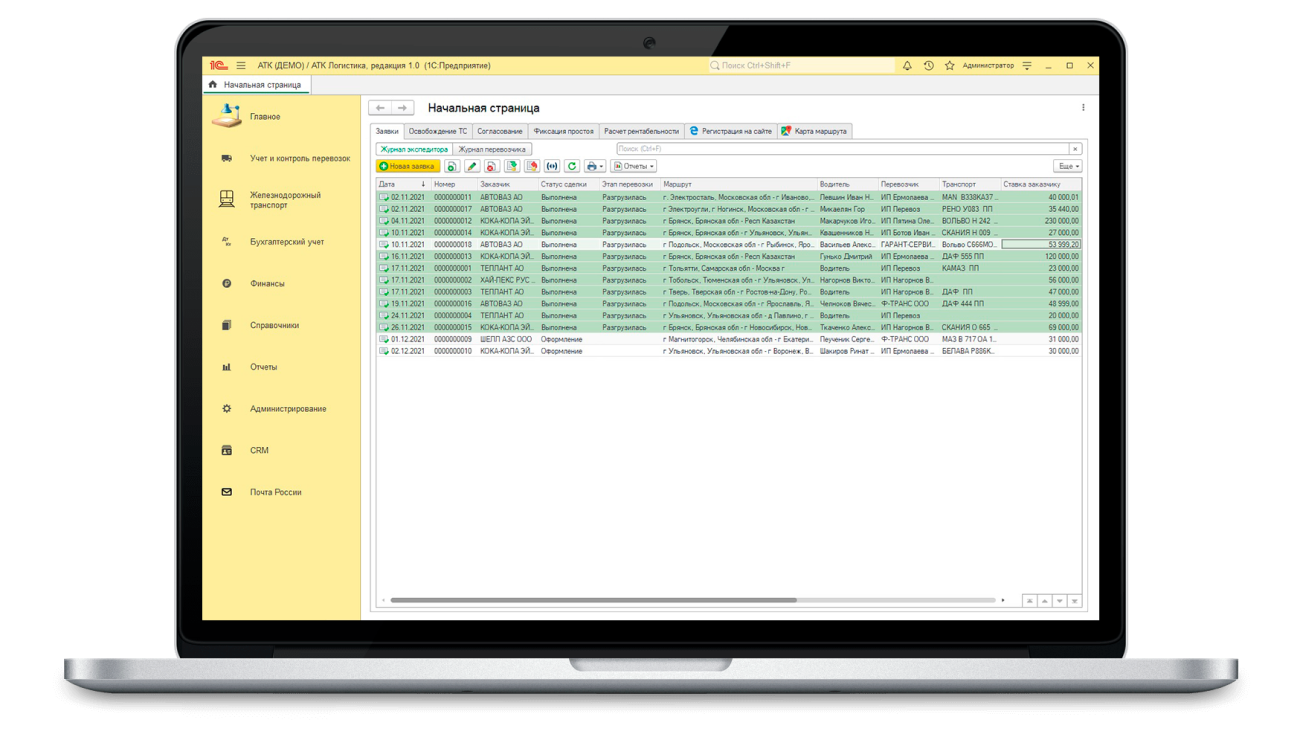 1С АТК (ДЕМО) / АТК Логистика, редакция 1.0 (1С:Предприятие) Поиск Ctrl+Shift+F Администратор
Начальная страница
Главное
Учет и контроль перевозок
Железнодорожный
транспорт
Бухгалтерский учет
Финансы
Справочники
Отчеты
Администрирование
CRM
Почта России
Начальная страница
Заявки Освобождение ТС Согласование Фиксация простоя Расчет рентабельности Регистрация на сайте Карта маршрута
Журнал экспедитора Журнал перевозчика Поиск (Ctrl+F) ×
Новая заявка Отчеты Еще
Дата ↓ Номер Заказчик Статус сделки Этап перевозки Маршрут Водитель Перевозчик Транспорт Ставка заказчику
02.11.2021 0000000011 АВТОВАЗ АО Выполнена Разгрузилась г. Электросталь, Московская обл - г Иваново... Левшин Иван Н... ИП Ермолаева ... MAN В338КА37 ... 40 000,01
02.11.2021 0000000017 АВТОВАЗ АО Выполнена Разгрузилась г Электроугли, г Ногинск, Московская обл - г ... Микаелян Гор ИП Перевоз РЕНО У083 ПП 35 440,00
04.11.2021 0000000012 КОКА-КОЛА ЭЙ... Выполнена Разгрузилась г Брянск, Брянская обл - Респ Казахстан Макарчуков Иго... ИП Пятина Оле... ВОЛЬВО Н 242 ... 230 000,00
10.11.2021 0000000014 КОКА-КОЛА ЭЙ... Выполнена Разгрузилась г Брянск, Брянская обл - г Ульяновск, Ульян... Квашенников Н... ИП Ботов Иван ... СКАНИЯ Н 009 ... 27 000,00
10.11.2021 0000000018 АВТОВАЗ АО Выполнена Разгрузилась г Подольск, Московская обл - г Рыбинск, Яро... Васильев Алекс... ГАРАНТ-СЕРВИ... Вольво С666МО... 53 999,20
16.11.2021 0000000013 КОКА-КОЛА ЭЙ... Выполнена Разгрузилась г Брянск, Брянская обл - Респ Казахстан Гунько Дмитрий ИП Ермолаева ... ДАФ 555 ПП 120 000,00
17.11.2021 0000000001 ТЕПЛАНТ АО Выполнена Разгрузилась г Тольятти, Самарская обл - Москва г Водитель ИП Перевоз КАМАЗ ПП 23 000,00
17.11.2021 0000000002 ХАЙ-ПЕКС РУС ... Выполнена Разгрузилась г Тобольск, Тюменская обл - г Ульяновск, Ул... Нагорнов Викто... ИП Нагорнов В... 56 000,00
17.11.2021 0000000003 ТЕПЛАНТ АО Выполнена Разгрузилась г Тверь, Тверская обл - г Ростов-на-Дону, Ро... Водитель ИП Нагорнов В... ДАФ ПП 47 000,00
19.11.2021 0000000016 АВТОВАЗ АО Выполнена Разгрузилась г Подольск, Московская обл - г Ярославль, Я... Челноков Вячес... Ф-ТРАНС ООО ДАФ 444 ПП 48 999,00
24.11.2021 0000000004 ТЕПЛАНТ АО Выполнена Разгрузилась г Ульяновск, Ульяновская обл - д Павлино, г ... Водитель ИП Перевоз 20 000,00
26.11.2021 0000000015 КОКА-КОЛА ЭЙ... Выполнена Разгрузилась г Брянск, Брянская обл - г Новосибирск, Нов... Ткаченко Алекс... ИП Нагорнов В... СКАНИЯ О 665 ... 69 000,00
01.12.2021 0000000009 ШЕЛЛ АЗС ООО Оформление г Магнитогорск, Челябинская обл - г Екатери... Леученик Серге... Ф-ТРАНС ООО МАЗ В 717 ОА 1... 31 000,00
02.12.2021 0000000010 КОКА-КОЛА ЭЙ... Оформление г Ульяновск, Ульяновская обл - г Воронеж, В... Шакиров Ринат ... ИП Ермолаева ... БЕЛАВА Р886К... 30 000,00